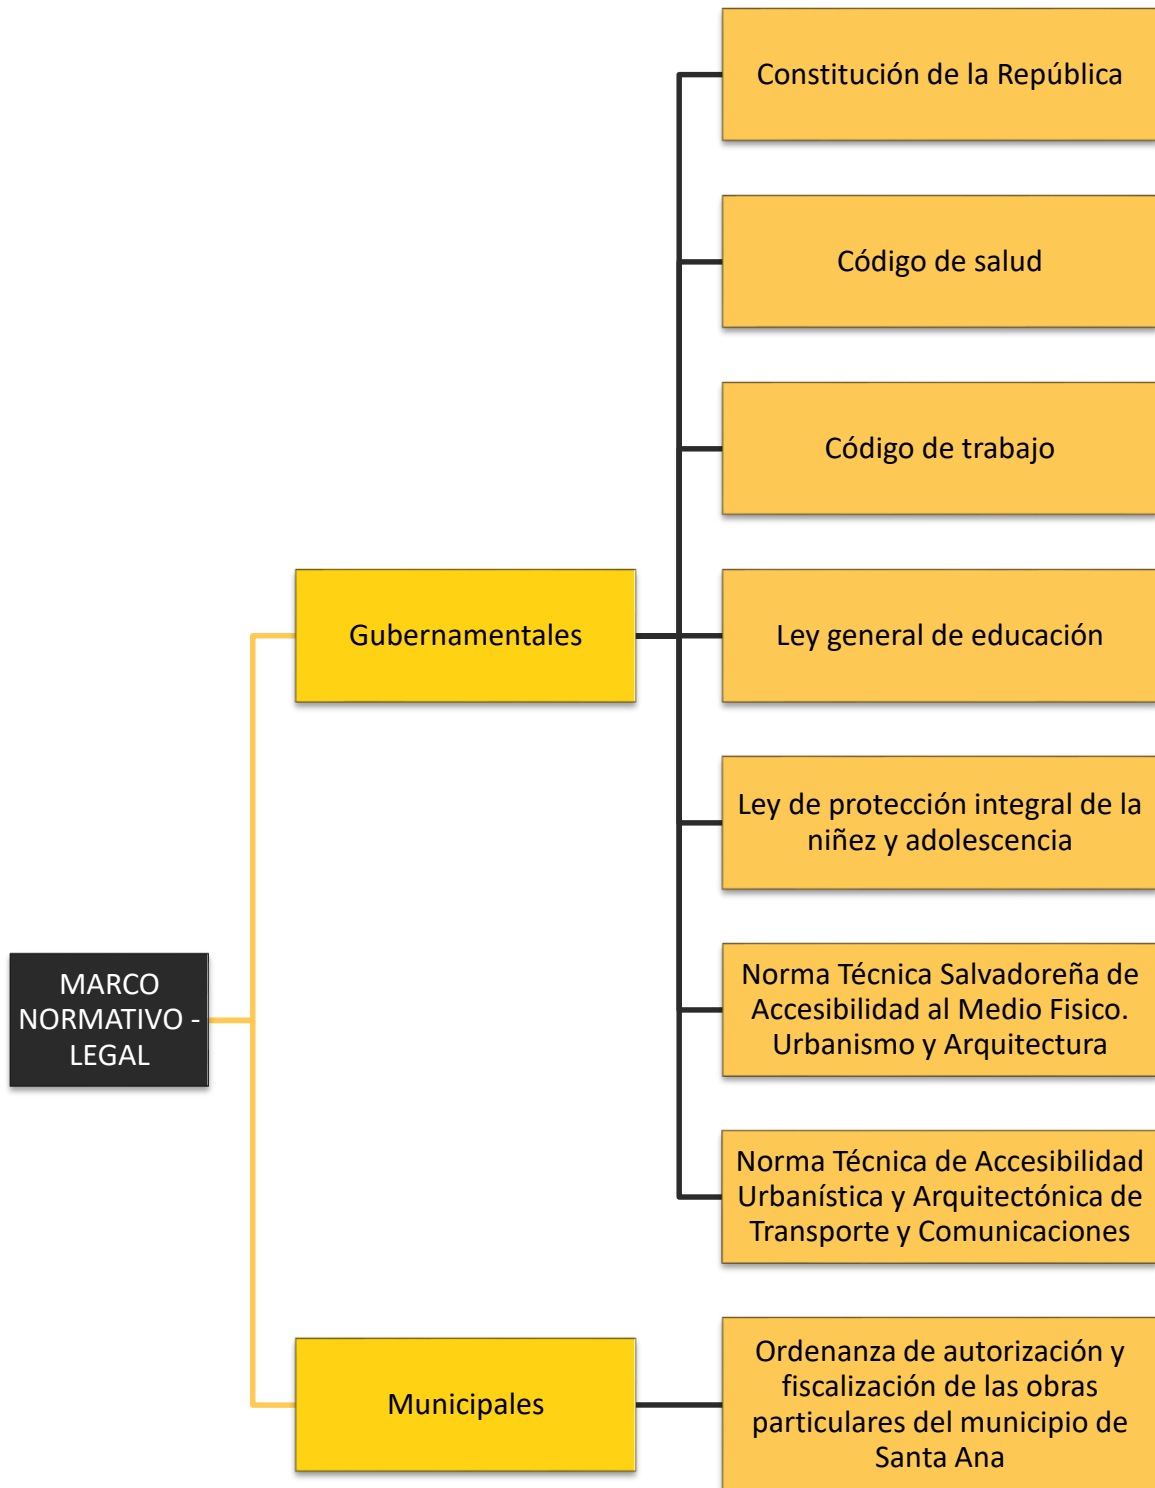 Constitución de la República
Código de salud
Código de trabajo
Gubernamentales
Ley general de educación
Ley de protección integral de la
niñez y adolescencia
MARCO
NORMATIVO -
LEGAL
Norma Técnica Salvadoreña de
Accesibilidad al Medio Fisico.
Urbanismo y Arquitectura
Norma Técnica de Accesibilidad
Urbanística y Arquitectónica de
Transporte y Comunicaciones
Municipales
Ordenanza de autorización y
fiscalización de las obras
particulares del municipio de
Santa Ana